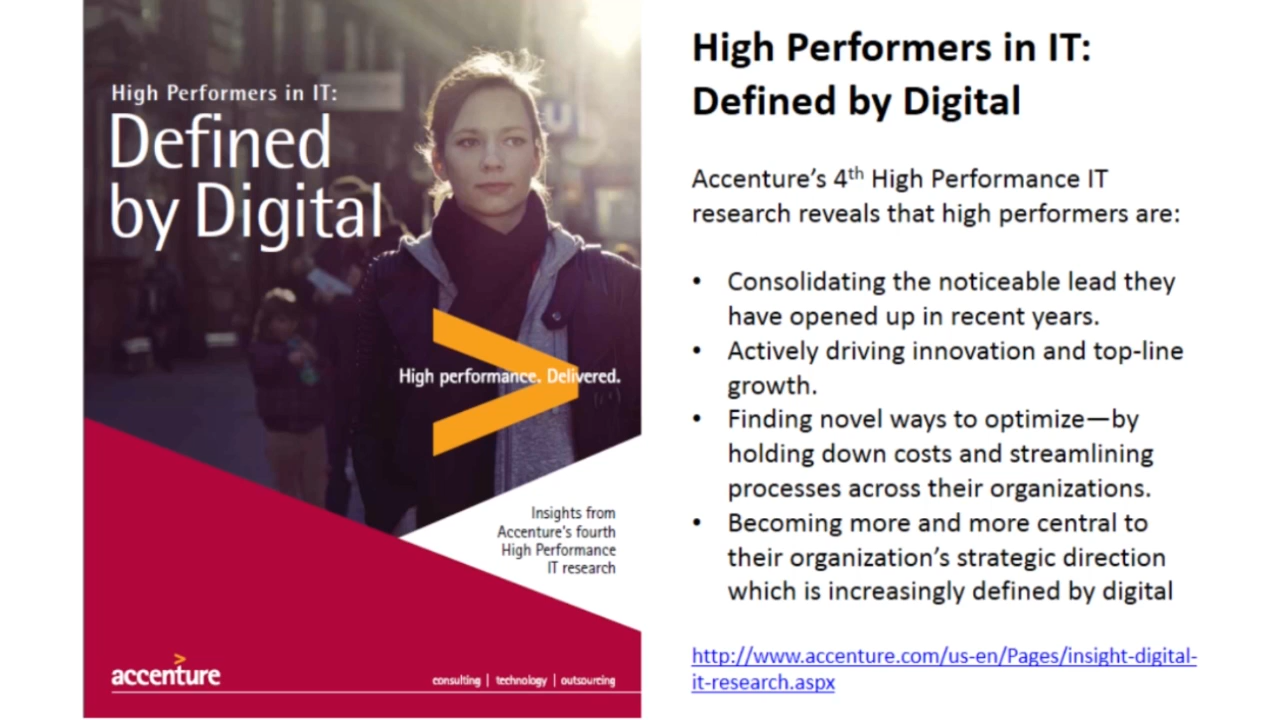 High Performers in IT:
Defined
by Digital
High performance. Delivered.
Insights from
Accenture's fourth
High Performance
IT research
>
accenture
consulting | technology | outsourcing
High Performers in IT:
Defined by Digital
Accenture’s 4th High Performance IT
research reveals that high performers are:
• Consolidating the noticeable lead they
have opened up in recent years.
• Actively driving innovation and top-line
growth.
• Finding novel ways to optimize—by
holding down costs and streamlining
processes across their organizations.
• Becoming more and more central to
their organization’s strategic direction
which is increasingly defined by digital
http://www.accenture.com/us-en/Pages/insight-digital-
it-research.aspx